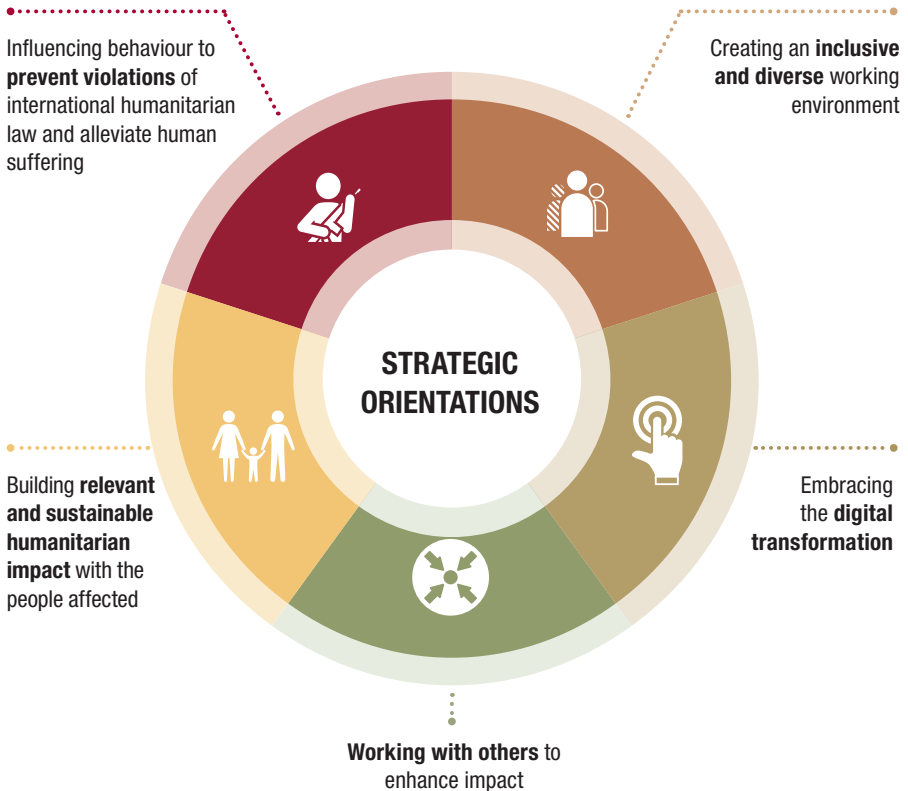 Influencing behaviour to
prevent violations of
international humanitarian
law and alleviate human
suffering
Creating an inclusive
and diverse working
environment
STRATEGIC
ORIENTATIONS
Building relevant
and sustainable
humanitarian
impact with the
people affected
Embracing
the digital
transformation
Working with others to
enhance impact